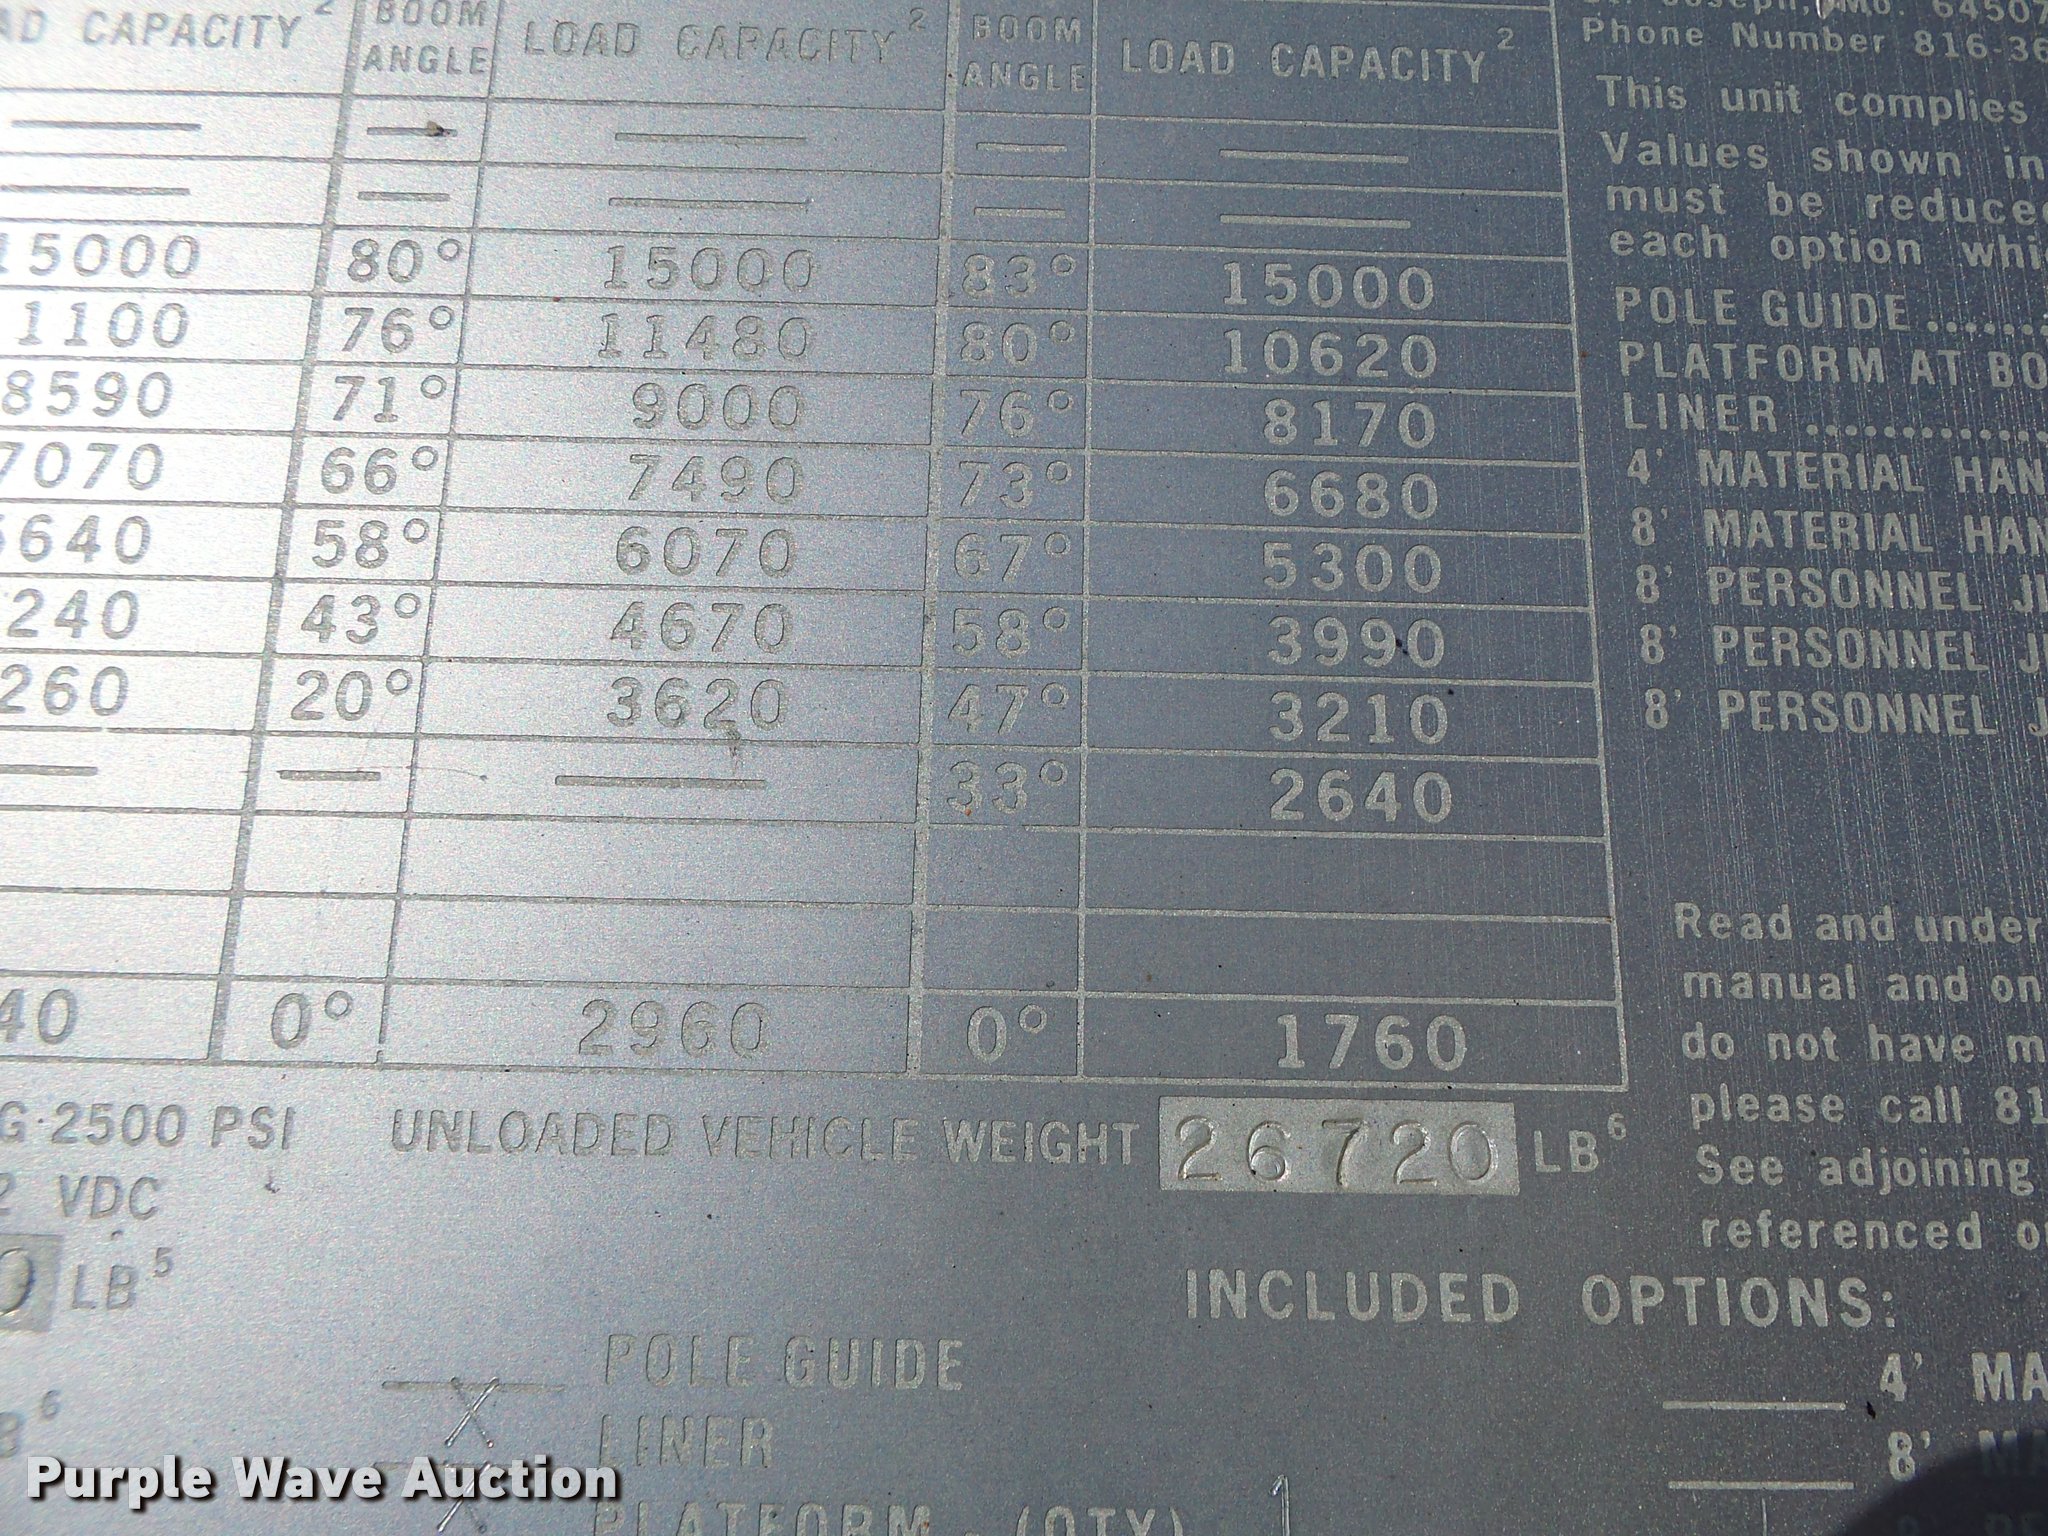 CAPACITY 2 BOOM ANGLE LOAD CAPACITY 2 BOOM ANGLE LOAD CAPACITY 2
— — — — —
— — — — —
15000 80° 15000 83° 15000
1100 76° 11480 80° 10620
8590 71° 9000 76° 8170
7070 66° 7490 73° 6680
640 58° 6070 67° 5300
240 43° 4670 58° 3990
260 20° 3620 47° 3210
— — — 33° 2640
40 0° 2960 0° 1760
2500 PSI UNLOADED VEHICLE WEIGHT 26720 LB 6
VDC
LB 5
Phone Number 816-36
This unit complies
Values shown in
must be reduced
each option whi
POLE GUIDE........
PLATFORM AT BO
LINER ..............
4' MATERIAL HAN
8' MATERIAL HAN
8' PERSONNEL JI
8' PERSONNEL J
8' PERSONNEL J
Read and under
manual and on
do not have m
please call 81
See adjoining
referenced o
INCLUDED OPTIONS:
POLE GUIDE
X LINER
X PLATFORM - (QTY) 1
4' MA
8' MA
Purple Wave Auction